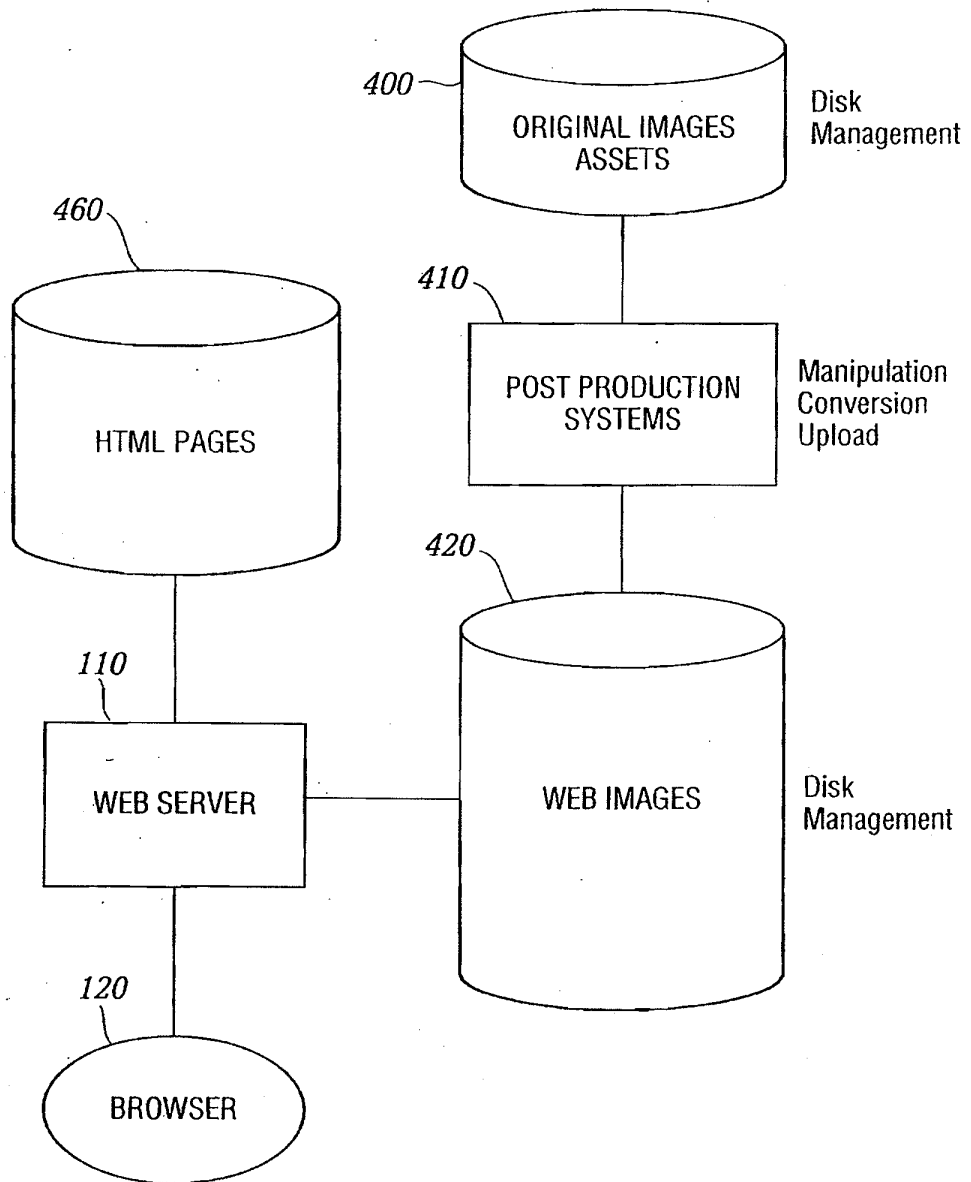 400
ORIGINAL IMAGES
ASSETS
Disk
Management
460
HTML PAGES
410
POST PRODUCTION
SYSTEMS
Manipulation
Conversion
Upload
420
WEB IMAGES
Disk
Management
110
WEB SERVER
120
BROWSER